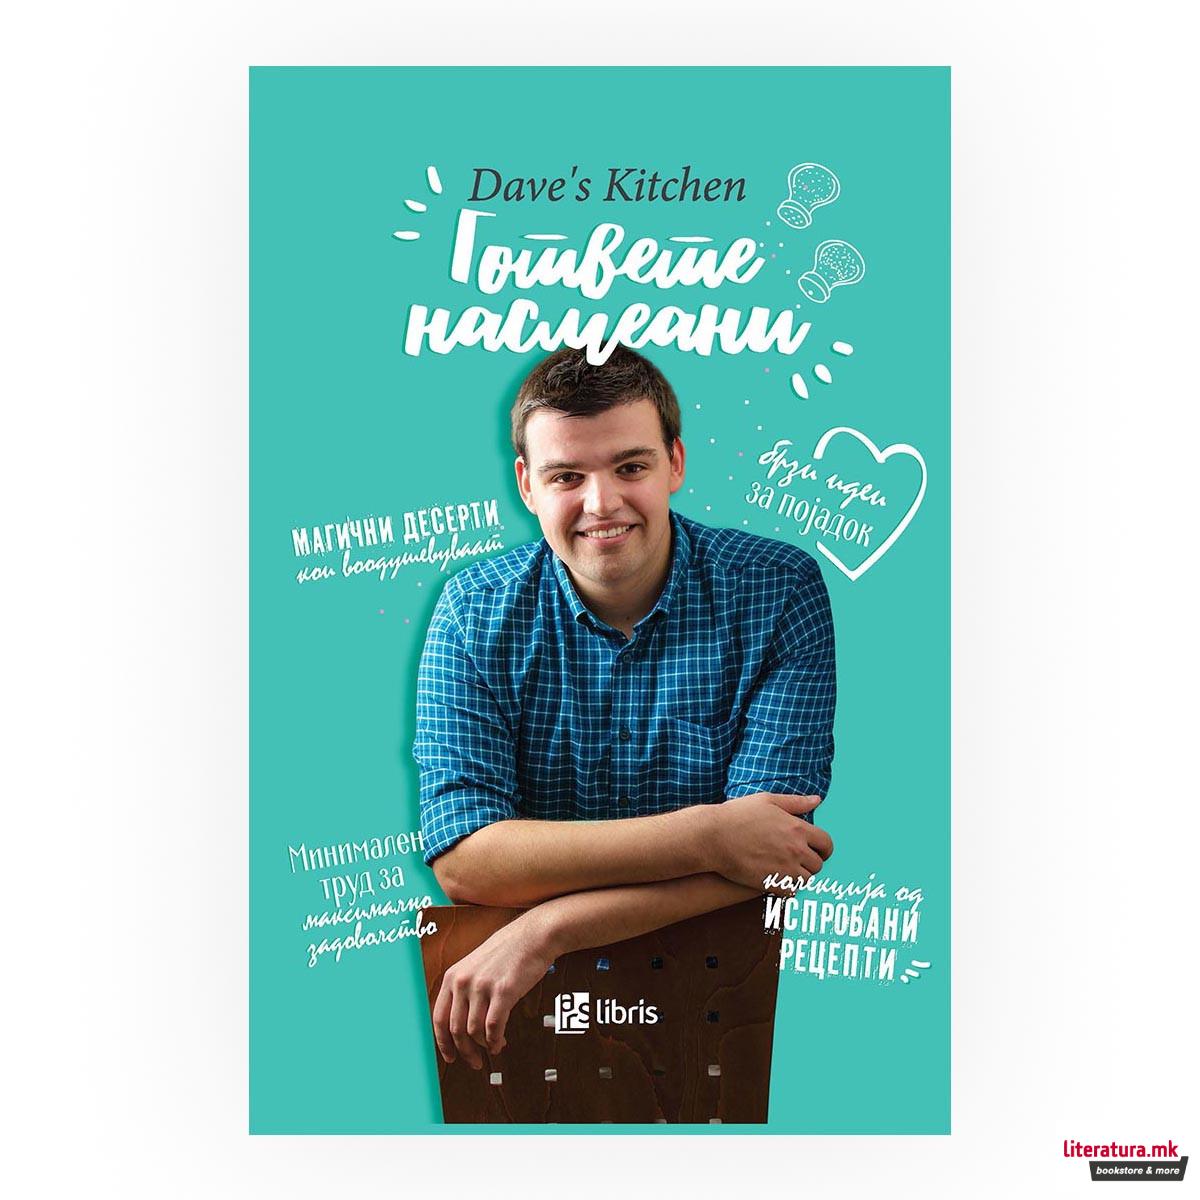 Dave's Kitchen
Гответе
насмеани
брзи идеи
за појадок
МАГИЧНИ ДЕСЕРТИ
кои воодушевуваат
Минимален
труд за
максимално
задоволство
колекција од
ИСПРОБАНИ
РЕЦЕПТИ
ars libris
literatura.mk
bookstore & more